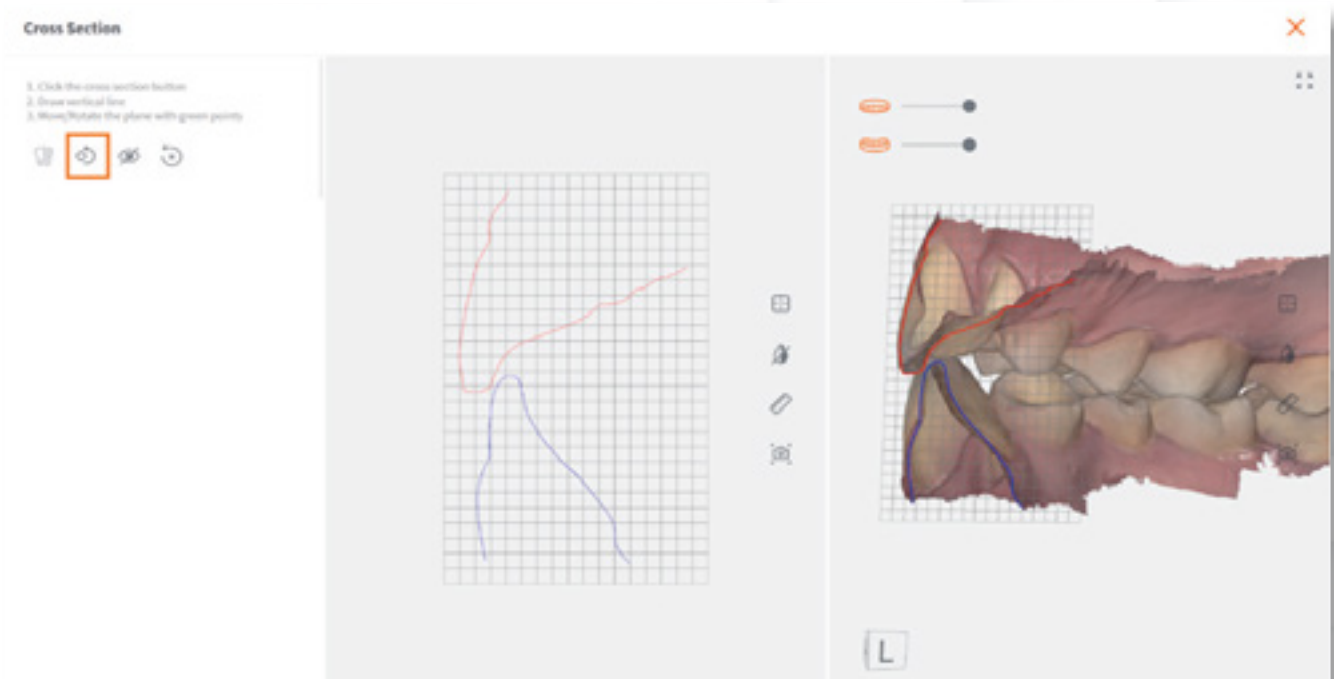 Cross Section
1. Click the cross section button
2. Draw vertical line
3. Move/Rotate the plane with green pointy
L